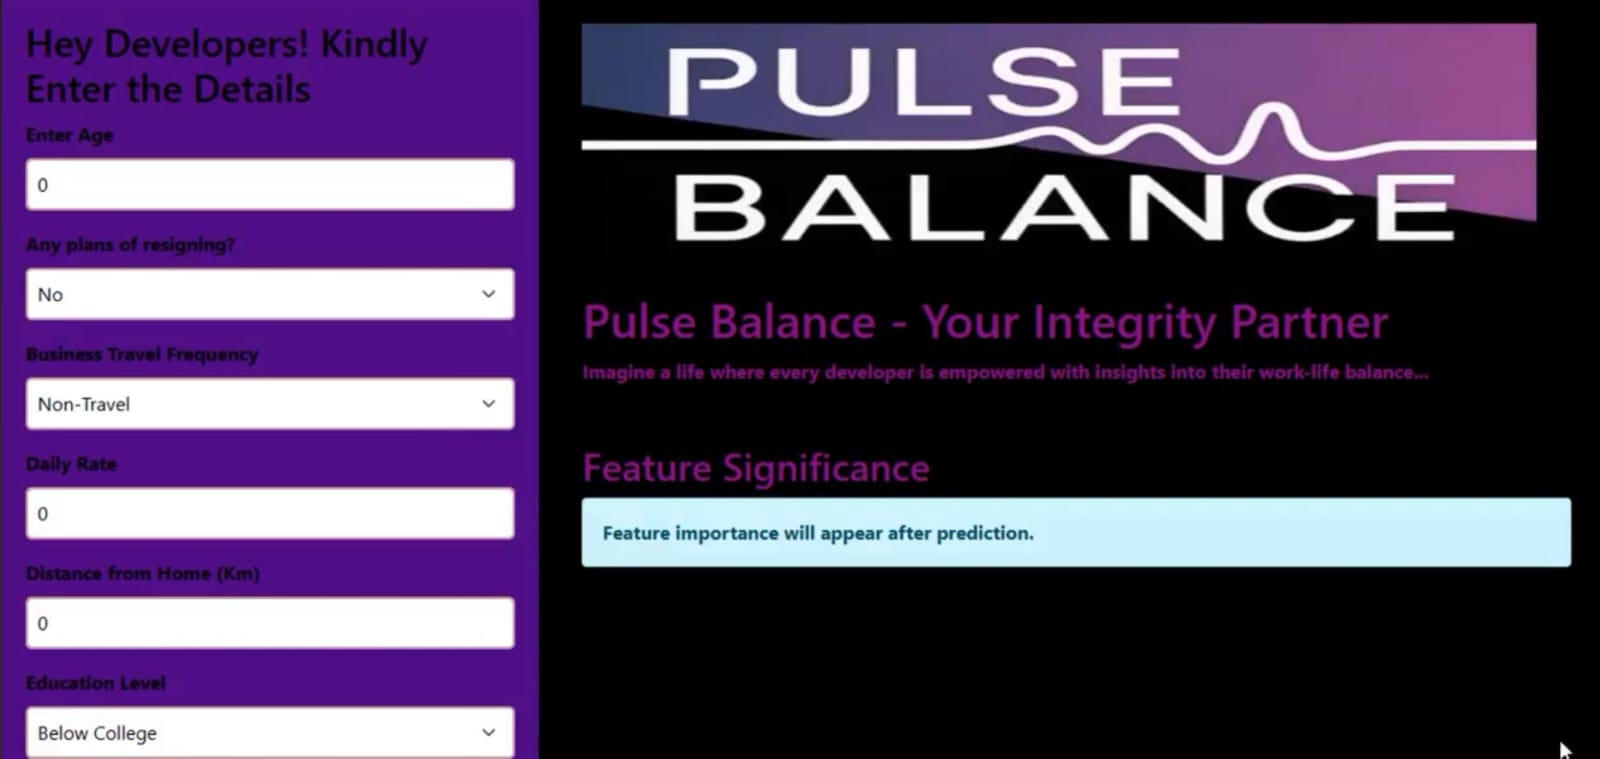 Hey Developers! Kindly
Enter the Details
Enter Age
0
Any plans of resigning?
No
Business Travel Frequency
Non-Travel
Daily Rate
0
Distance from Home (Km)
0
Education Level
Below College
PULSE
BALANCE
Pulse Balance - Your Integrity Partner
Imagine a life where every developer is empowered with insights into their work-life balance...
Feature Significance
Feature importance will appear after prediction.